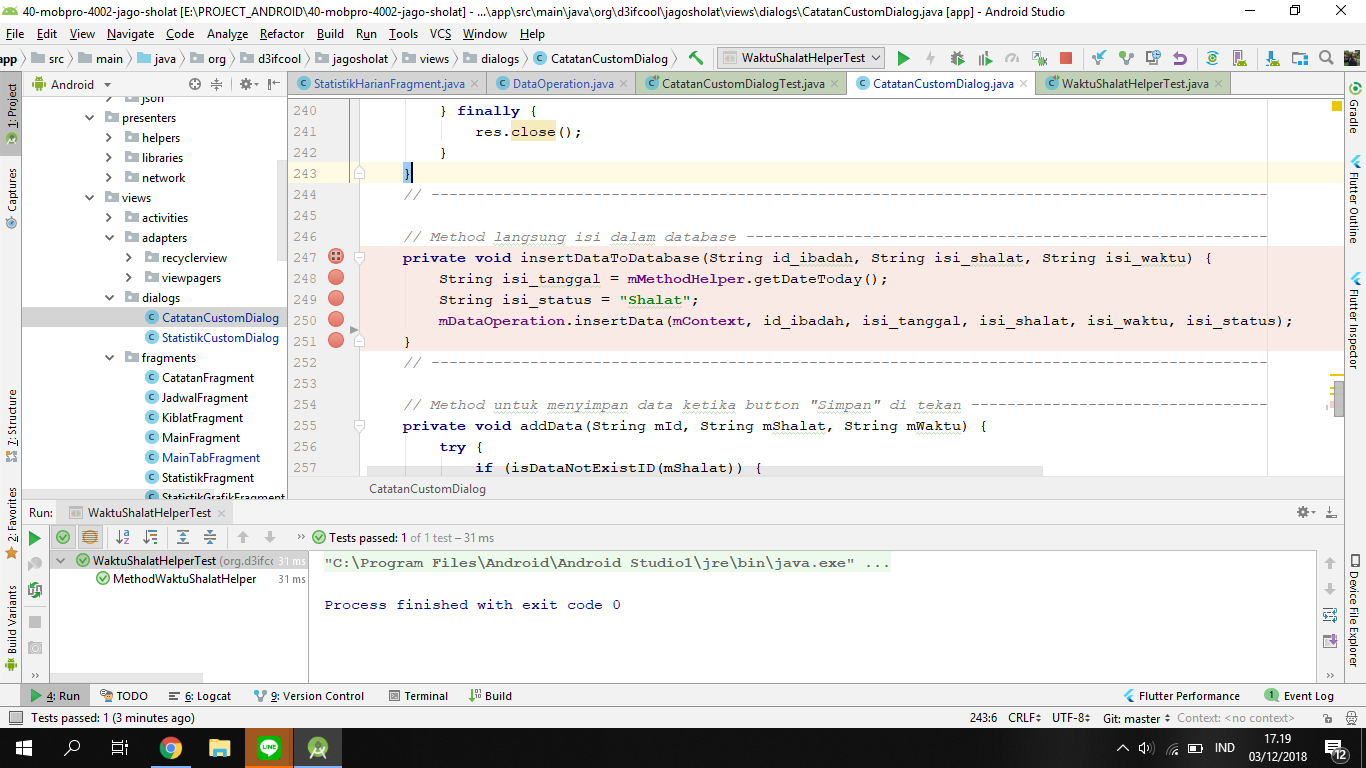 40-mobpro-4002-jago-sholat [E:\PROJECT_ANDROID\40-mobpro-4002-jago-sholat] - ...\app\src\main\java\org\d3ifcool\jagosholat\views\dialogs\CatatanCustomDialog.java [app] - Android Studio
File Edit View Navigate Code Analyze Refactor Build Run Tools VCS Window Help
app src main java org d3ifcool jagosholat views dialogs CatatanCustomDialog WaktuShalatHelperTest
1: Project
Captures
7: Structure
2: Favorites
Build Variants
Android
StatistikHarianFragment.java DataOperation.java CatatanCustomDialogTest.java CatatanCustomDialog.java WaktuShalatHelperTest.java
json
presenters
helpers
libraries
network
views
activities
adapters
recyclerview
viewpagers
dialogs
CatatanCustomDialog
StatistikCustomDialog
fragments
CatatanFragment
JadwalFragment
KiblatFragment
MainFragment
MainTabFragment
StatistikFragment
StatistikGrafikFragment
240 } finally {
241 res.close();
242 }
243 }
244 // ---------------------------------------------------------------------------------------------
245
246 // Method langsung isi dalam database ----------------------------------------------------------
247 private void insertDataToDatabase(String id_ibadah, String isi_shalat, String isi_waktu) {
248 String isi_tanggal = mMethodHelper.getDateToday();
249 String isi_status = "Shalat";
250 mDataOperation.insertData(mContext, id_ibadah, isi_tanggal, isi_shalat, isi_waktu, isi_status);
251 }
252 // ---------------------------------------------------------------------------------------------
253
254 // Method untuk menyimpan data ketika button "Simpan" di tekan ---------------------------------
255 private void addData(String mId, String mShalat, String mWaktu) {
256 try {
257 if (isDataNotExistID(mShalat)) {
CatatanCustomDialog
Gradle
Flutter Outline
Flutter Inspector
Device File Explorer
Run: WaktuShalatHelperTest
Tests passed: 1 of 1 test – 31 ms
WaktuShalatHelperTest (org.d3ifcc 31 ms
MethodWaktuShalatHelper 31 ms
"C:\Program Files\Android\Android Studio1\jre\bin\java.exe" ...
Process finished with exit code 0
4: Run TODO 6: Logcat 9: Version Control Terminal Build Flutter Performance 1 Event Log
Tests passed: 1 (3 minutes ago) 243:6 CRLF UTF-8 Git: master Context: <no context>
LINE IND 17.19
03/12/2018 12